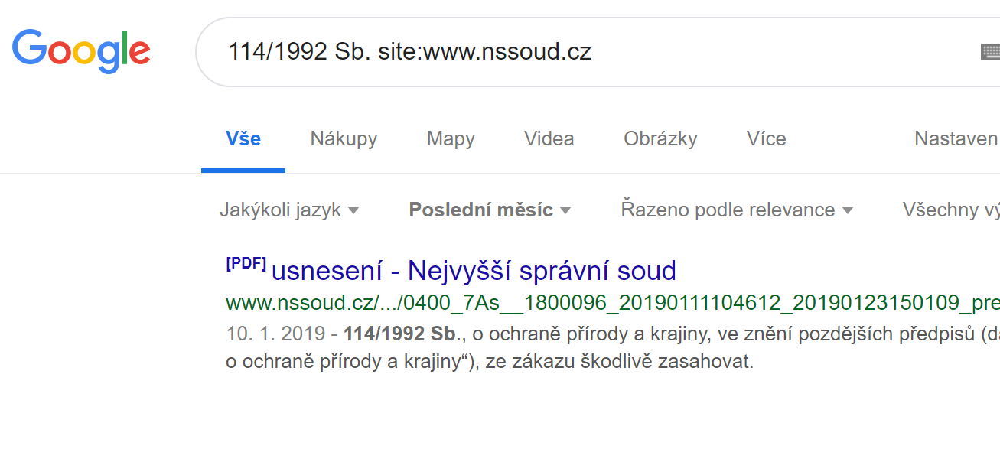 Google
114/1992 Sb. site:www.nssoud.cz
Vše Nákupy Mapy Videa Obrázky Více Nastaven
Jakýkoli jazyk Poslední měsíc Řazeno podle relevance Všechny vý
[PDF] usnesení - Nejvyšší správní soud
www.nssoud.cz/.../0400_7As__1800096_20190111104612_20190123150109_pre
10. 1. 2019 - 114/1992 Sb., o ochraně přírody a krajiny, ve znění pozdějších předpisů (da
o ochraně přírody a krajiny“), ze zákazu škodlivě zasahovat.